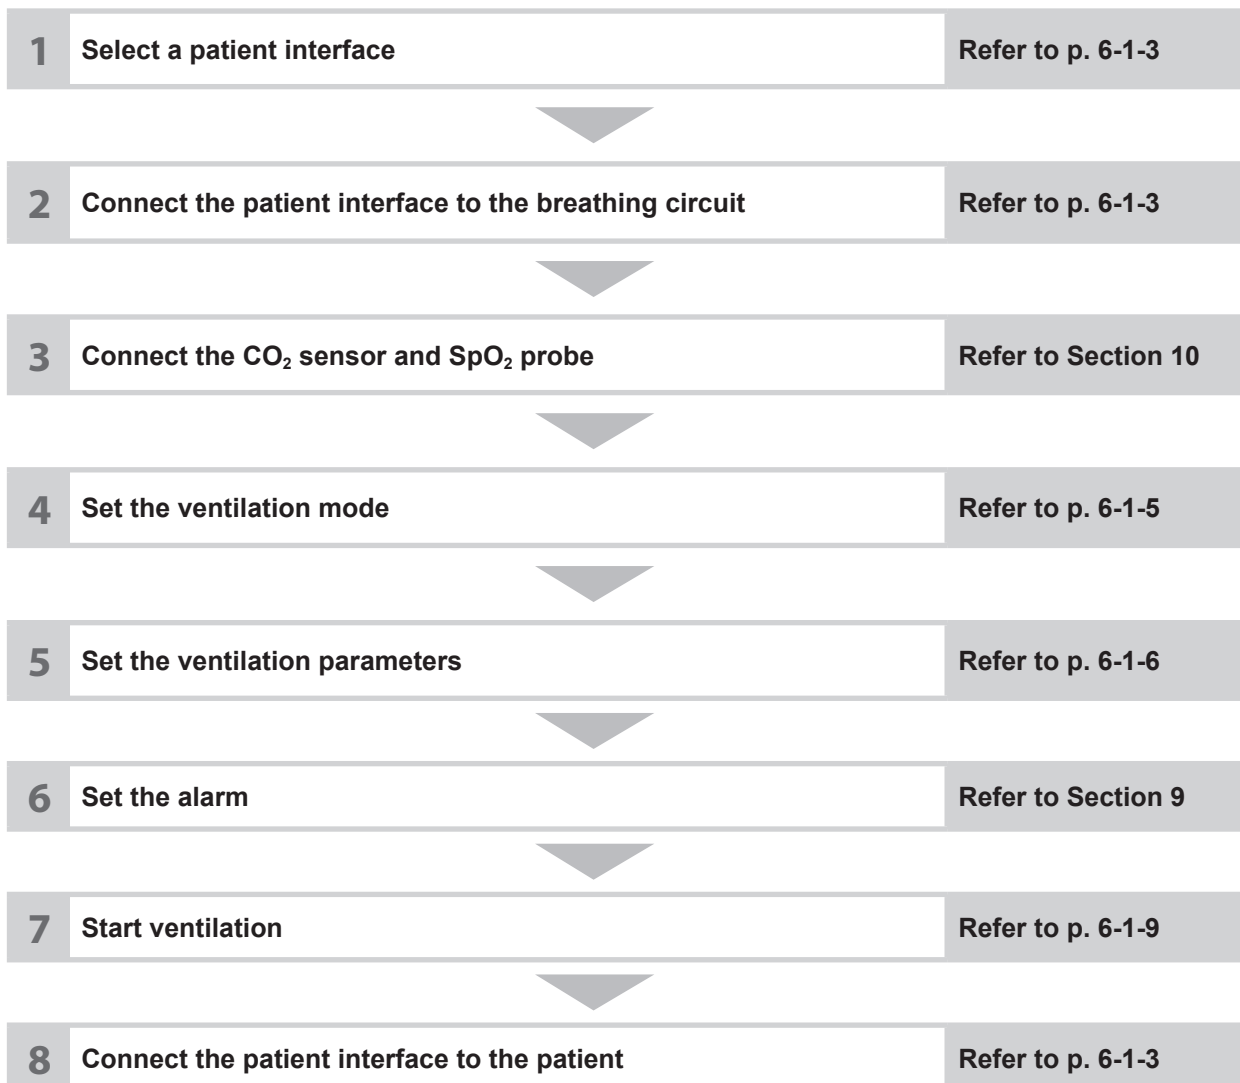 1 Select a patient interface Refer to p. 6-1-3
2 Connect the patient interface to the breathing circuit Refer to p. 6-1-3
3 Connect the CO₂ sensor and SpO₂ probe Refer to Section 10
4 Set the ventilation mode Refer to p. 6-1-5
5 Set the ventilation parameters Refer to p. 6-1-6
6 Set the alarm Refer to Section 9
7 Start ventilation Refer to p. 6-1-9
8 Connect the patient interface to the patient Refer to p. 6-1-3